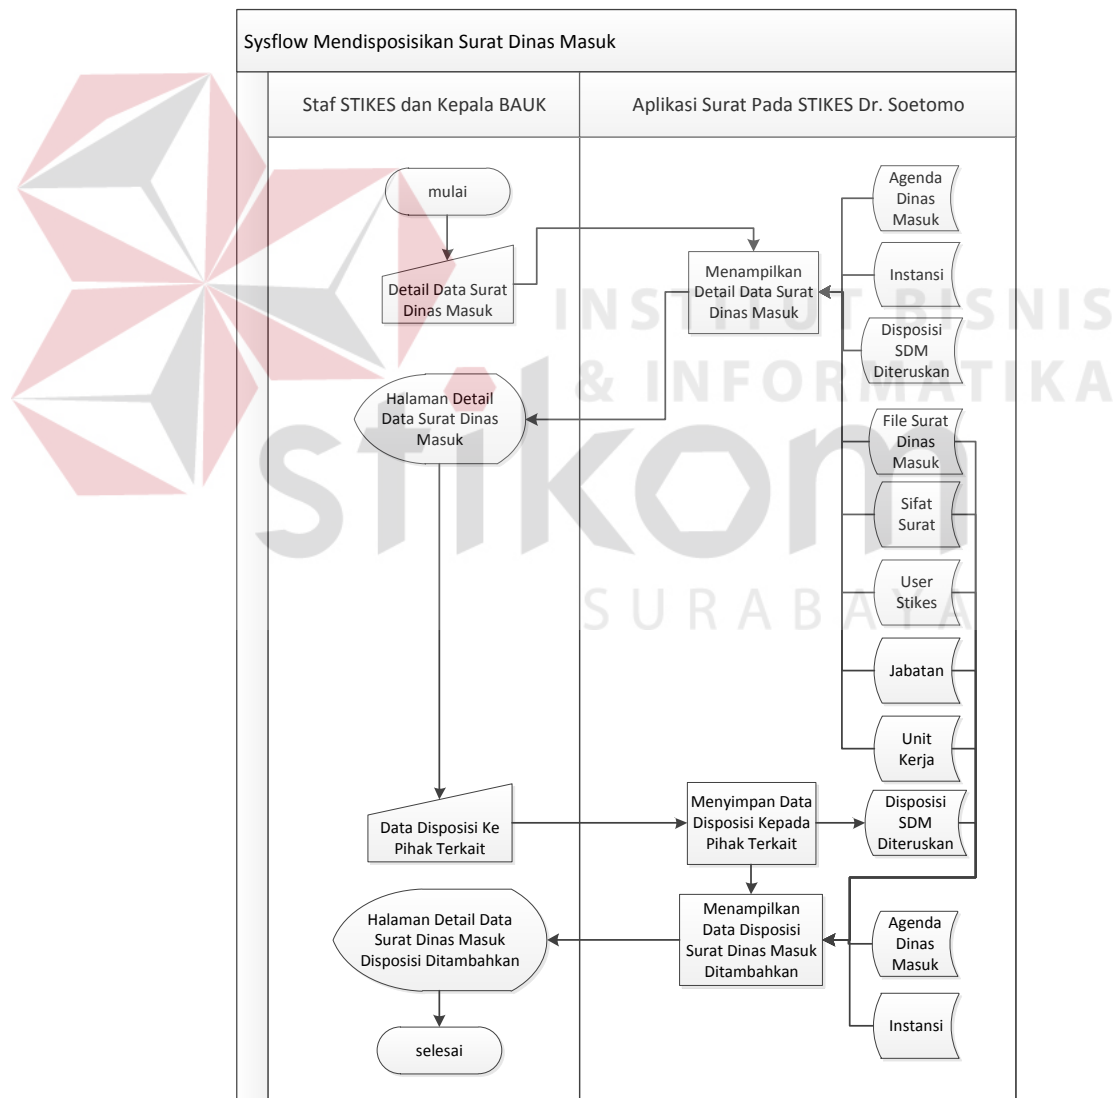 Sysflow Mendisposisikan Surat Dinas Masuk
Staf STIKES dan Kepala BAUK
Aplikasi Surat Pada STIKES Dr. Soetomo
mulai
Detail Data Surat
Dinas Masuk
Menampilkan
Detail Data Surat
Dinas Masuk
Agenda
Dinas
Masuk
Instansi
Disposisi
SDM
Diteruskan
Halaman Detail
Data Surat Dinas
Masuk
File Surat
Dinas
Masuk
Sifat
Surat
User
Stikes
Jabatan
Unit
Kerja
Data Disposisi Ke
Pihak Terkait
Menyimpan Data
Disposisi Kepada
Pihak Terkait
Disposisi
SDM
Diteruskan
Menampilkan
Data Disposisi
Surat Dinas Masuk
Ditambahkan
Halaman Detail Data
Surat Dinas Masuk
Disposisi Ditambahkan
Agenda
Dinas
Masuk
Instansi
selesai
INSTITUT BISNIS
& INFORMATIKA
stikom
SURABAYA